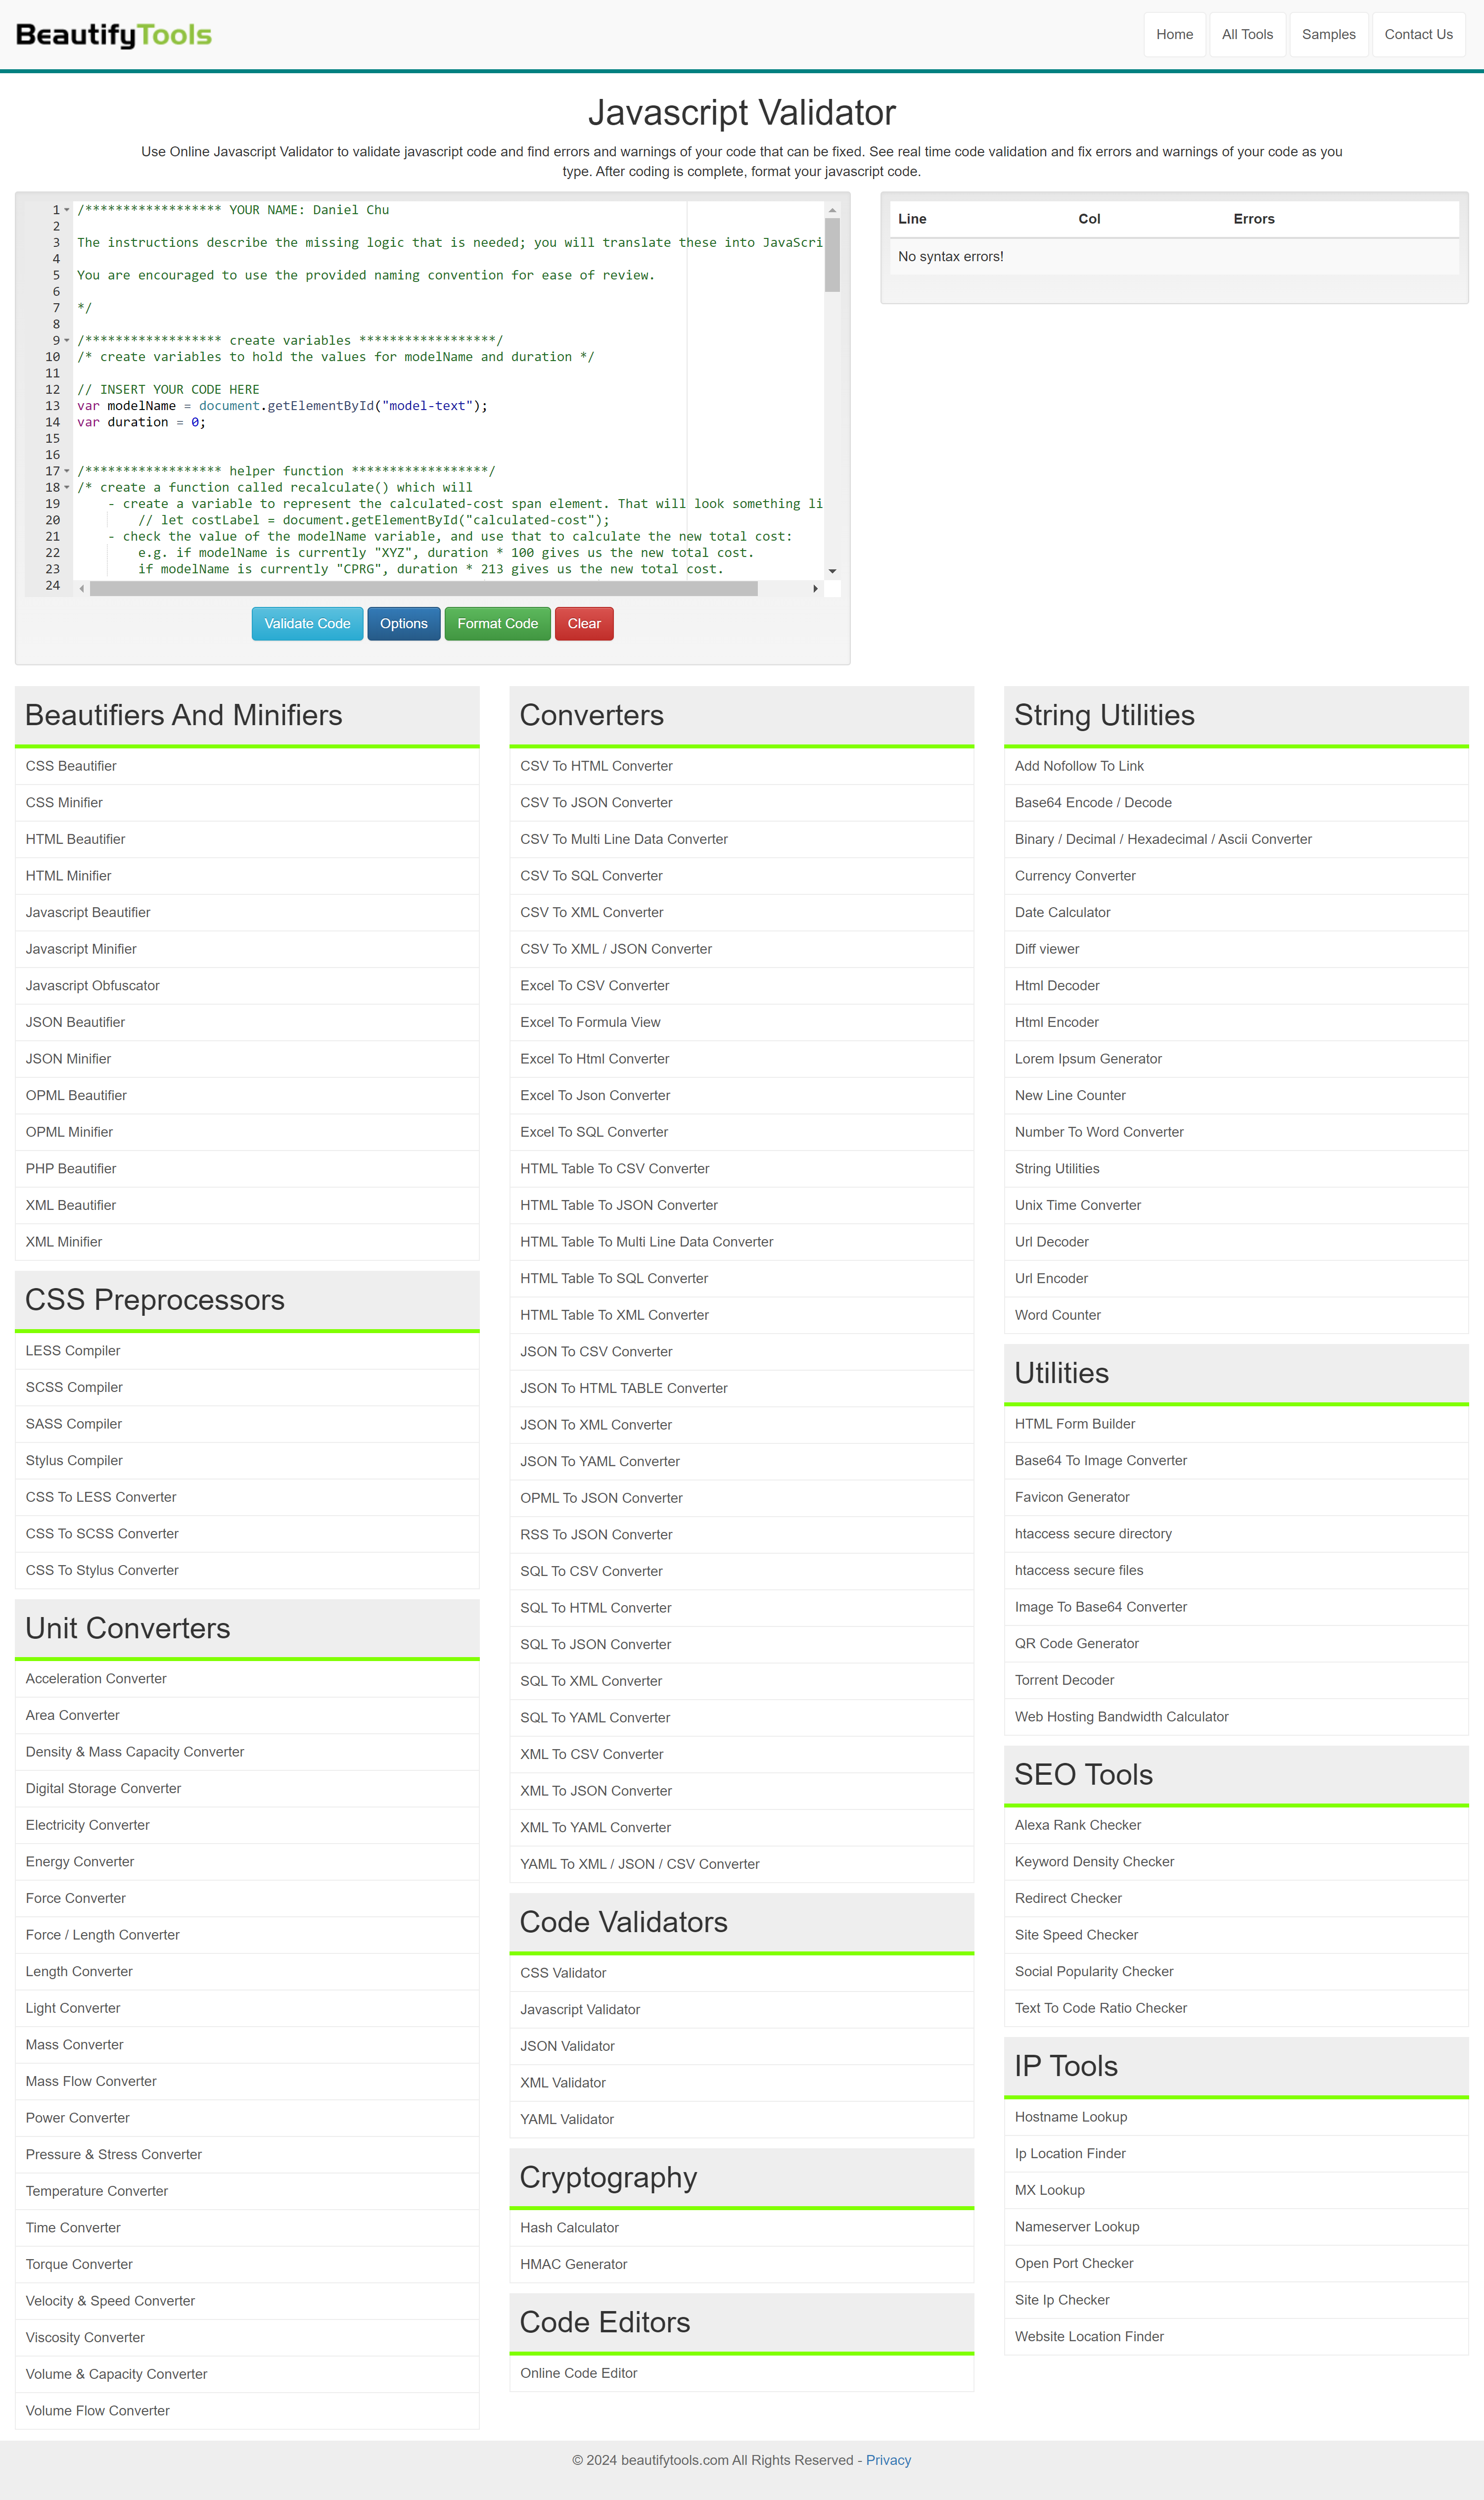 BeautifyTools
Home
All Tools
Samples
Contact Us
Javascript Validator
Use Online Javascript Validator to validate javascript code and find errors and warnings of your code that can be fixed. See real time code validation and fix errors and warnings of your code as you
type. After coding is complete, format your javascript code.
1 /****************** YOUR NAME: Daniel Chu
2
3 The instructions describe the missing logic that is needed; you will translate these into JavaScri
4
5 You are encouraged to use the provided naming convention for ease of review.
6
7 */
8
9 /****************** create variables ******************/
10 /* create variables to hold the values for modelName and duration */
11
12 // INSERT YOUR CODE HERE
13 var modelName = document.getElementById("model-text");
14 var duration = 0;
15
16
17 /****************** helper function ******************/
18 /* create a function called recalculate() which will
19 - create a variable to represent the calculated-cost span element. That will look something li
20 // let costLabel = document.getElementById("calculated-cost");
21 - check the value of the modelName variable, and use that to calculate the new total cost:
22 e.g. if modelName is currently "XYZ", duration * 100 gives us the new total cost.
23 if modelName is currently "CPRG", duration * 213 gives us the new total cost.
24
Validate Code
Options
Format Code
Clear
Line Col Errors
No syntax errors!
Beautifiers And Minifiers
CSS Beautifier
CSS Minifier
HTML Beautifier
HTML Minifier
Javascript Beautifier
Javascript Minifier
Javascript Obfuscator
JSON Beautifier
JSON Minifier
OPML Beautifier
OPML Minifier
PHP Beautifier
XML Beautifier
XML Minifier
CSS Preprocessors
LESS Compiler
SCSS Compiler
SASS Compiler
Stylus Compiler
CSS To LESS Converter
CSS To SCSS Converter
CSS To Stylus Converter
Unit Converters
Acceleration Converter
Area Converter
Density & Mass Capacity Converter
Digital Storage Converter
Electricity Converter
Energy Converter
Force Converter
Force / Length Converter
Length Converter
Light Converter
Mass Converter
Mass Flow Converter
Power Converter
Pressure & Stress Converter
Temperature Converter
Time Converter
Torque Converter
Velocity & Speed Converter
Viscosity Converter
Volume & Capacity Converter
Volume Flow Converter
Converters
CSV To HTML Converter
CSV To JSON Converter
CSV To Multi Line Data Converter
CSV To SQL Converter
CSV To XML Converter
CSV To XML / JSON Converter
Excel To CSV Converter
Excel To Formula View
Excel To Html Converter
Excel To Json Converter
Excel To SQL Converter
HTML Table To CSV Converter
HTML Table To JSON Converter
HTML Table To Multi Line Data Converter
HTML Table To SQL Converter
HTML Table To XML Converter
JSON To CSV Converter
JSON To HTML TABLE Converter
JSON To XML Converter
JSON To YAML Converter
OPML To JSON Converter
RSS To JSON Converter
SQL To CSV Converter
SQL To HTML Converter
SQL To JSON Converter
SQL To XML Converter
SQL To YAML Converter
XML To CSV Converter
XML To JSON Converter
XML To YAML Converter
YAML To XML / JSON / CSV Converter
Code Validators
CSS Validator
Javascript Validator
JSON Validator
XML Validator
YAML Validator
Cryptography
Hash Calculator
HMAC Generator
Code Editors
Online Code Editor
String Utilities
Add Nofollow To Link
Base64 Encode / Decode
Binary / Decimal / Hexadecimal / Ascii Converter
Currency Converter
Date Calculator
Diff viewer
Html Decoder
Html Encoder
Lorem Ipsum Generator
New Line Counter
Number To Word Converter
String Utilities
Unix Time Converter
Url Decoder
Url Encoder
Word Counter
Utilities
HTML Form Builder
Base64 To Image Converter
Favicon Generator
htaccess secure directory
htaccess secure files
Image To Base64 Converter
QR Code Generator
Torrent Decoder
Web Hosting Bandwidth Calculator
SEO Tools
Alexa Rank Checker
Keyword Density Checker
Redirect Checker
Site Speed Checker
Social Popularity Checker
Text To Code Ratio Checker
IP Tools
Hostname Lookup
Ip Location Finder
MX Lookup
Nameserver Lookup
Open Port Checker
Site Ip Checker
Website Location Finder
© 2024 beautifytools.com All Rights Reserved - Privacy